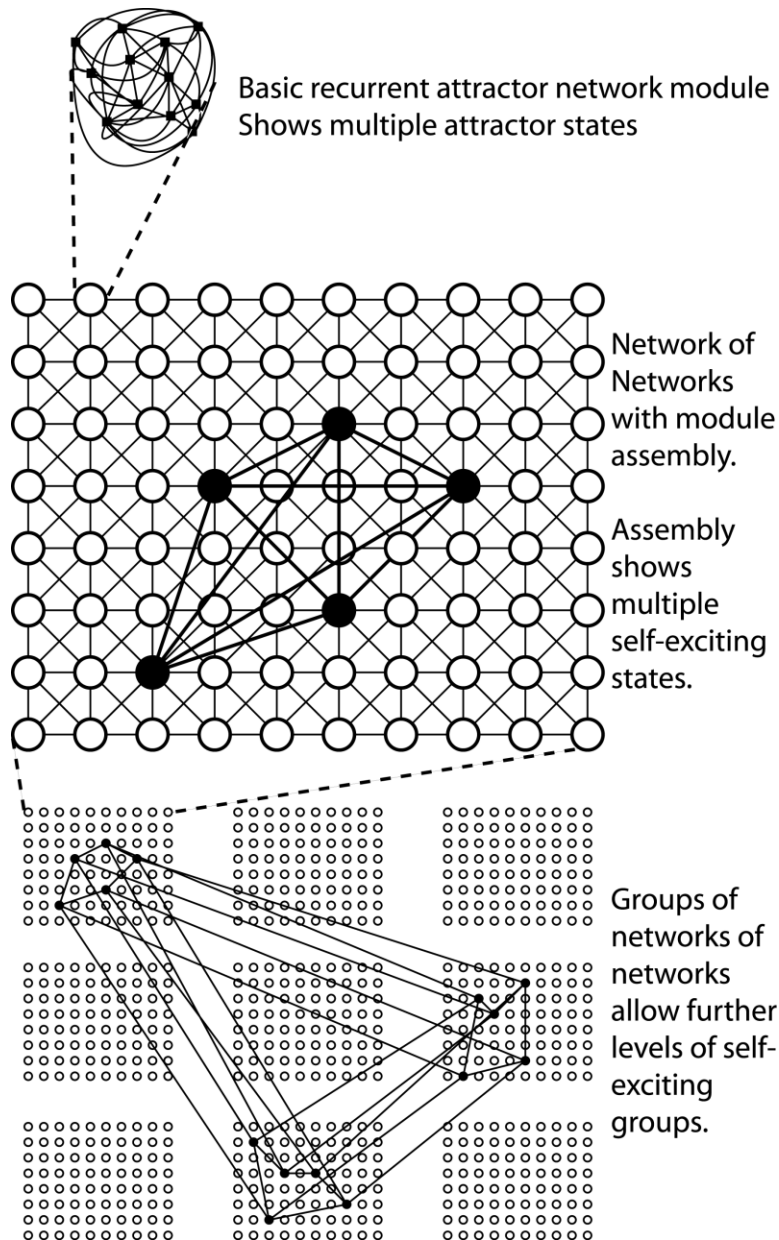 Basic recurrent attractor network module
Shows multiple attractor states
Network of
Networks
with module
assembly.
Assembly
shows
multiple
self-exciting
states.
Groups of
networks of
networks
allow further
levels of self-
exciting
groups.